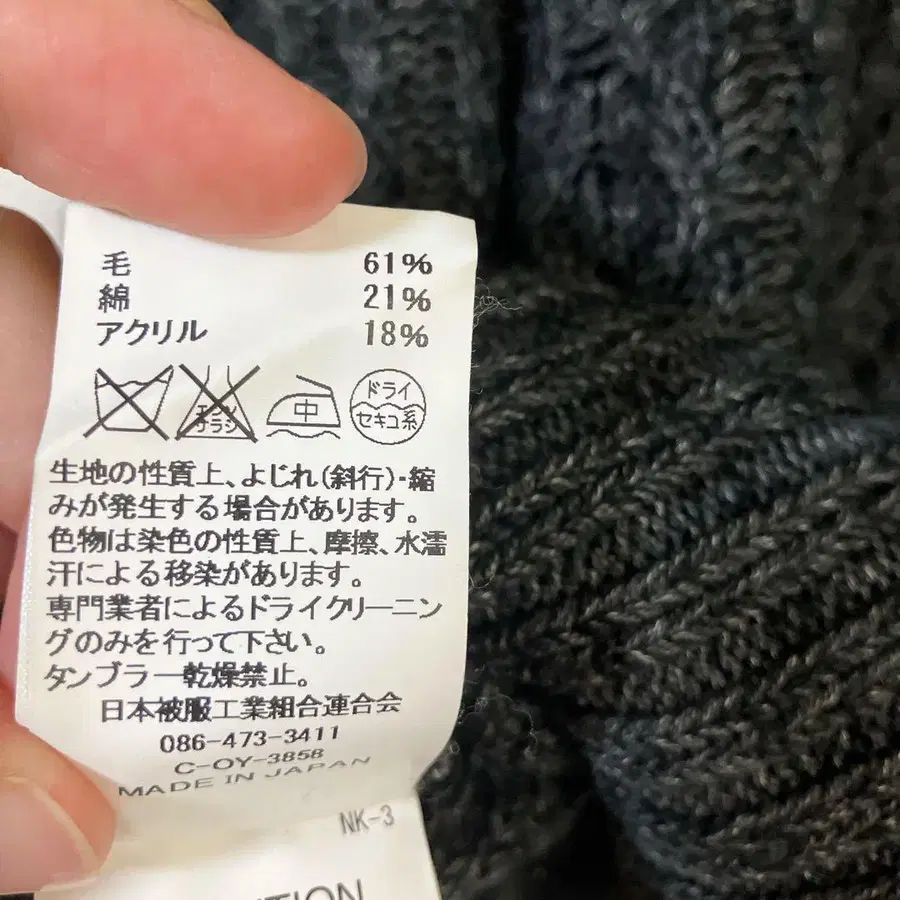 毛 61%
綿 21%
アクリル 18%
エンソ サラシ 中 ドライ セキユ系
生地の性質上、よじれ(斜行)・縮
みが発生する場合があります。
色物は染色の性質上、摩擦、水濡
汗による移染があります。
専門業者によるドライクリーニン
グのみを行って下さい。
タンブラー乾燥禁止。
日本被服工業組合連合会
086-473-3411
C-OY-3858
MADE IN JAPAN
NK-3